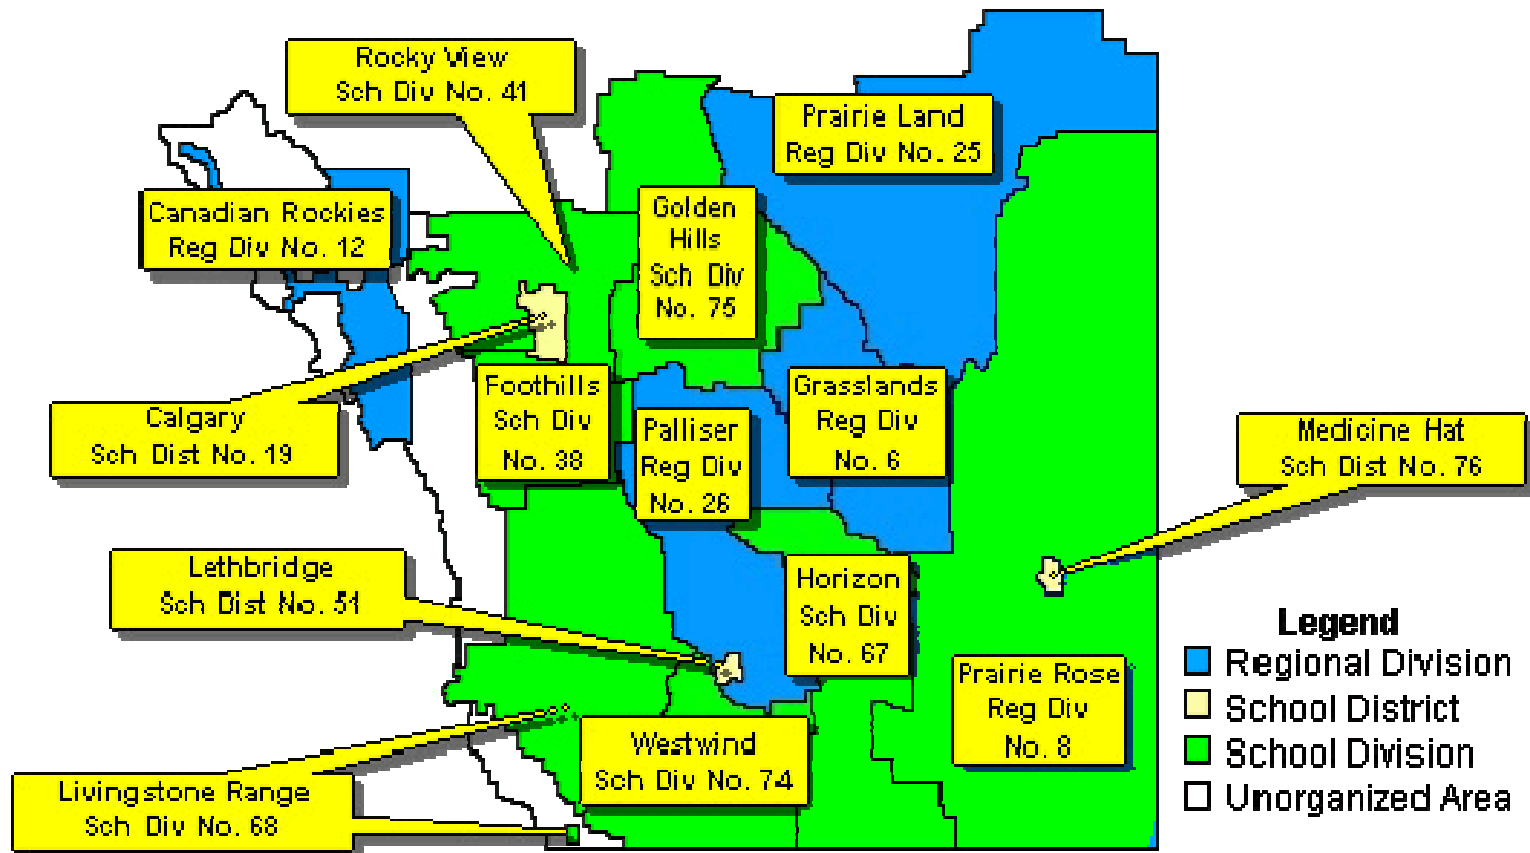 Rocky View
Sch Div No. 41
Prairie Land
Reg Div No. 25
Canadian Rockies
Reg Div No. 12
Golden
Hills
Sch Div
No. 75
Calgary
Sch Dist No. 19
Foothills
Sch Div
No. 38
Palliser
Reg Div
No. 26
Grasslands
Reg Div
No. 6
Medicine Hat
Sch Dist No. 76
Lethbridge
Sch Dist No. 51
Horizon
Sch Div
No. 67
Prairie Rose
Reg Div
No. 8
Westwind
Sch Div No. 74
Livingstone Range
Sch Div No. 68
Legend
Regional Division
School District
School Division
Unorganized Area